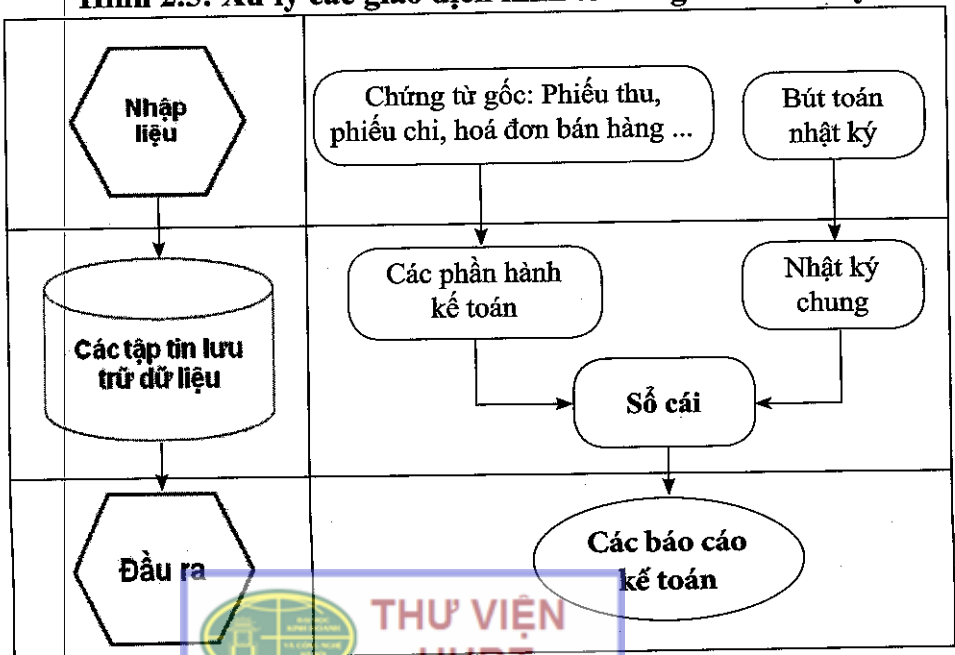 Nhập
liệu
Chứng từ gốc: Phiếu thu,
phiếu chi, hoá đơn bán hàng ...
Bút toán
nhật ký
Các tập tin lưu
trữ dữ liệu
Các phần hành
kế toán
Nhật ký
chung
Sổ cái
Đầu ra
Các báo cáo
kế toán
THƯ VIỆN